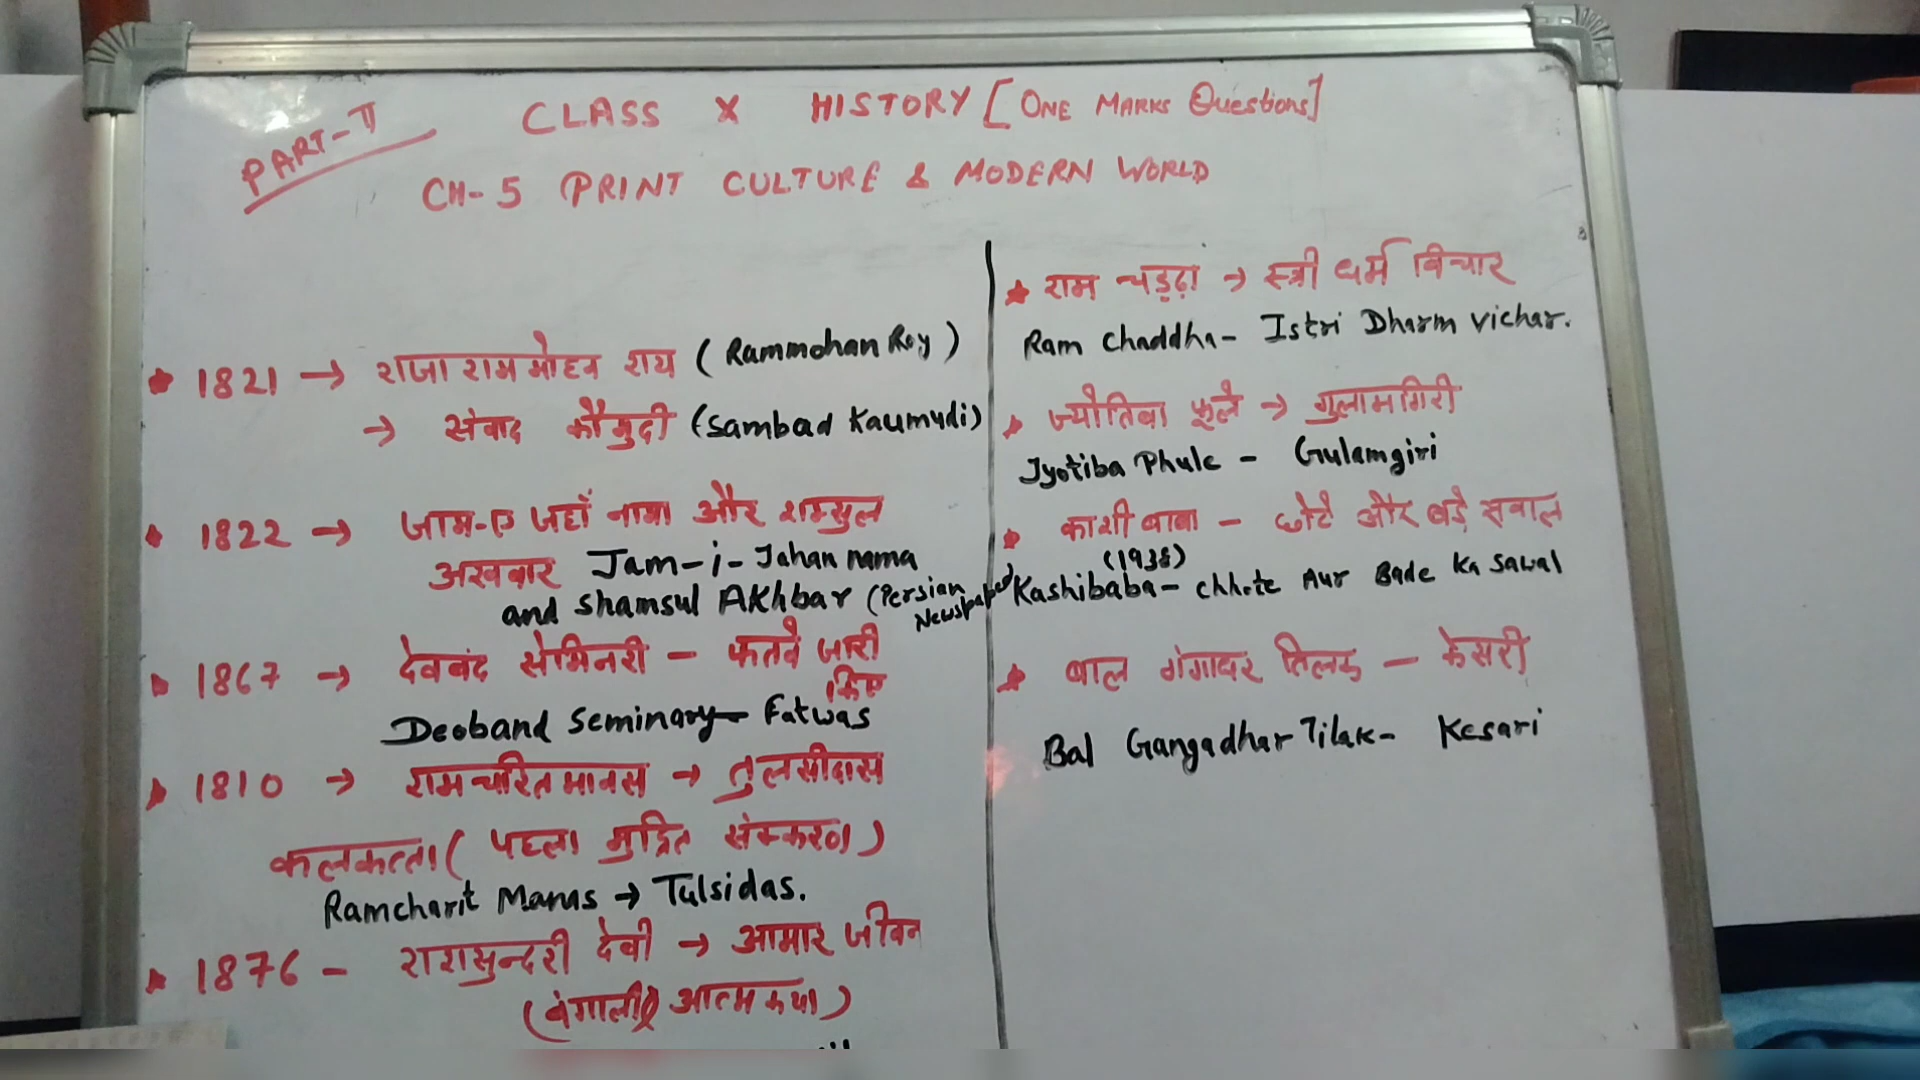 PART-II
CLASS X HISTORY [ONE MARKS Questions]
CH-5 PRINT CULTURE & MODERN WORLD
1821 → राजा राम मोहन राय (Rammohan Roy)
→ संवाद कौमुदी (Sambad Kaumudi)
1822 → जाम-ए जहाँ नामा और शम्सुल
अखबार Jam-i-Jahan nama
and Shamsul AKhbar (Persian
Newspaper)
1867 → देवबंद सेमिनरी - फतवे जारी
किए
Deoband Seminary - Fatwas
1810 → रामचरितमानस → तुलसीदास
कलकत्ता (पहला मुद्रित संस्करण)
Ramcharit Manas → Tulsidas.
1876 - राशसुन्दरी देवी → आमार जीवन
(बंगाली आत्मकथा)
राम चड्ढा → स्त्री धर्म विचार
Ram Chaddha - Istri Dharm Vichar.
ज्योतिबा फूले → गुलामगिरी
Jyotiba Phule - Gulamgiri
काशी बाबा - छोटे और बड़े सवाल
(1938)
Kashibaba - Chhote Aur Bade Ka Sawal
बाल गंगाधर तिलक - केसरी
Bal Gangadhar Tilak - Kesari